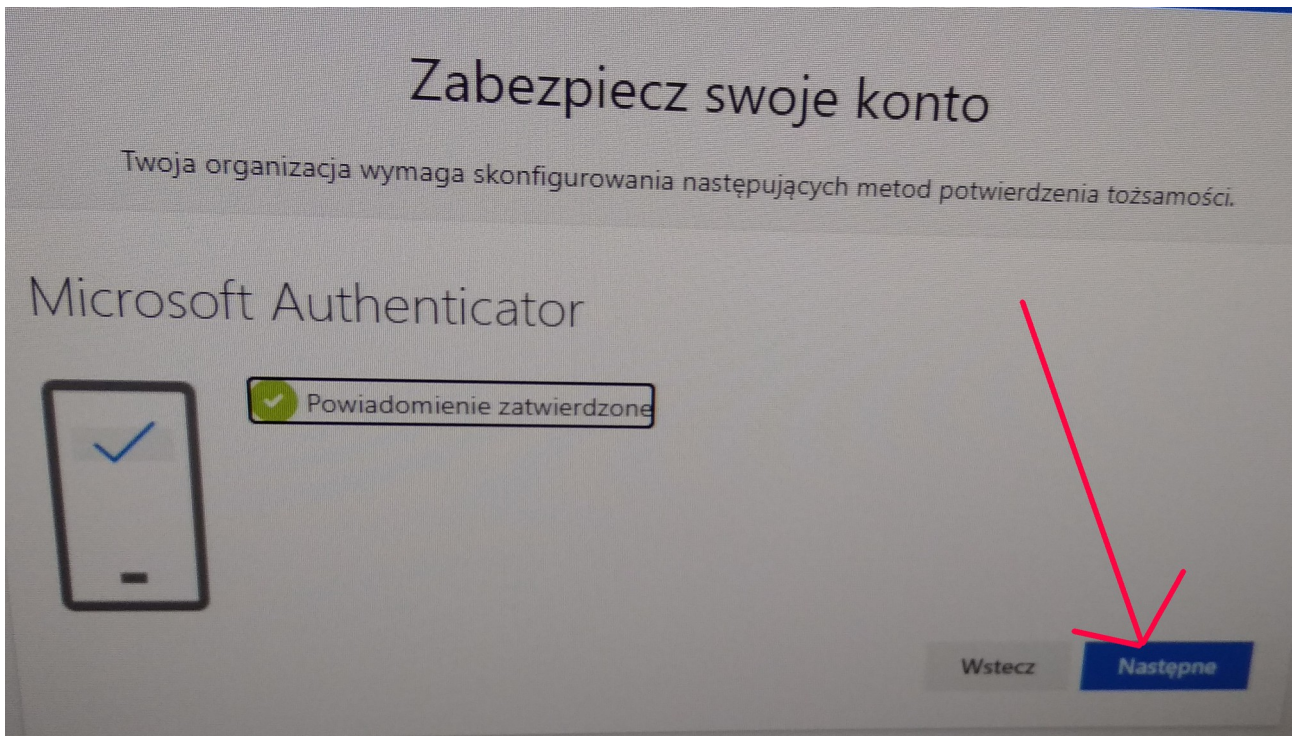 Zabezpiecz swoje konto
Twoja organizacja wymaga skonfigurowania następujących metod potwierdzenia tożsamości.
Microsoft Authenticator
Powiadomienie zatwierdzone
Wstecz
Następne